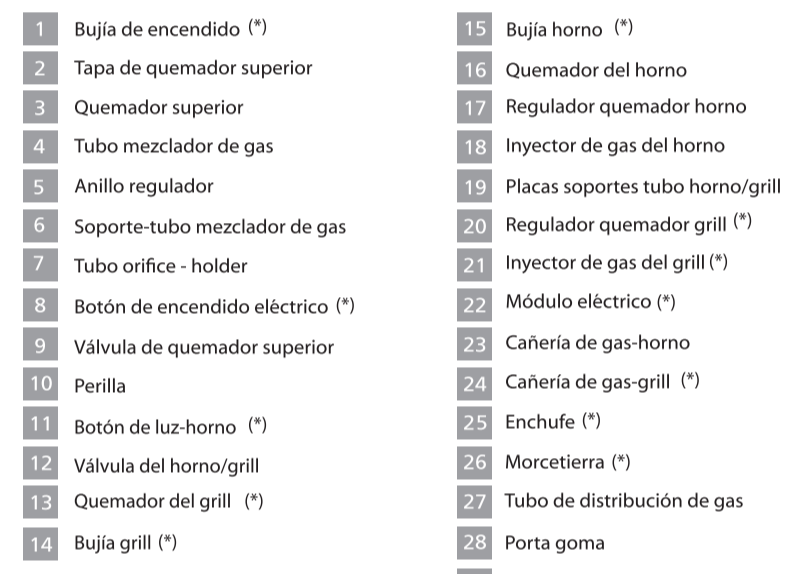 1 Bujía de encendido (*)
2 Tapa de quemador superior
3 Quemador superior
4 Tubo mezclador de gas
5 Anillo regulador
6 Soporte-tubo mezclador de gas
7 Tubo orifice - holder
8 Botón de encendido eléctrico (*)
9 Válvula de quemador superior
10 Perilla
11 Botón de luz-horno (*)
12 Válvula del horno/grill
13 Quemador del grill (*)
14 Bujía grill (*)
15 Bujía horno (*)
16 Quemador del horno
17 Regulador quemador horno
18 Inyector de gas del horno
19 Placas soportes tubo horno/grill
20 Regulador quemador grill (*)
21 Inyector de gas del grill (*)
22 Módulo eléctrico (*)
23 Cañería de gas-horno
24 Cañería de gas-grill (*)
25 Enchufe (*)
26 Morcetierra (*)
27 Tubo de distribución de gas
28 Porta goma